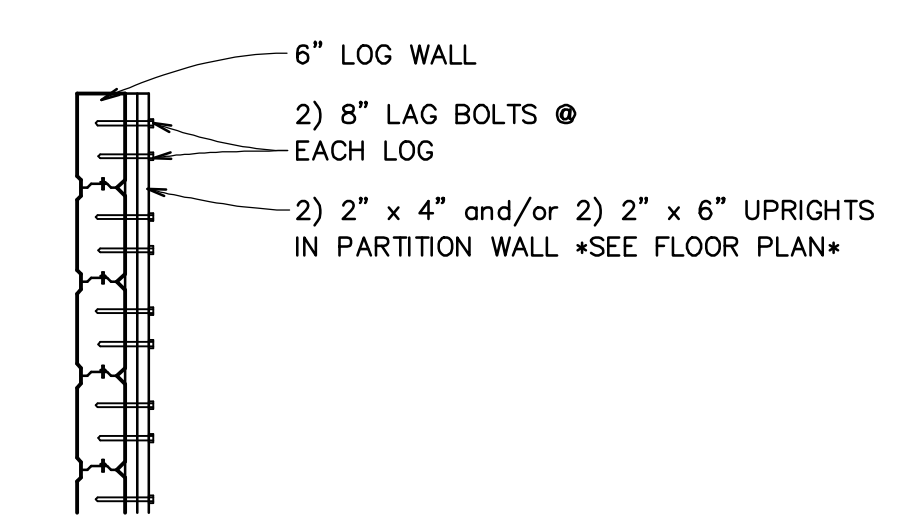 6" LOG WALL
2) 8" LAG BOLTS @
EACH LOG
2) 2" x 4" and/or 2) 2" x 6" UPRIGHTS
IN PARTITION WALL *SEE FLOOR PLAN*